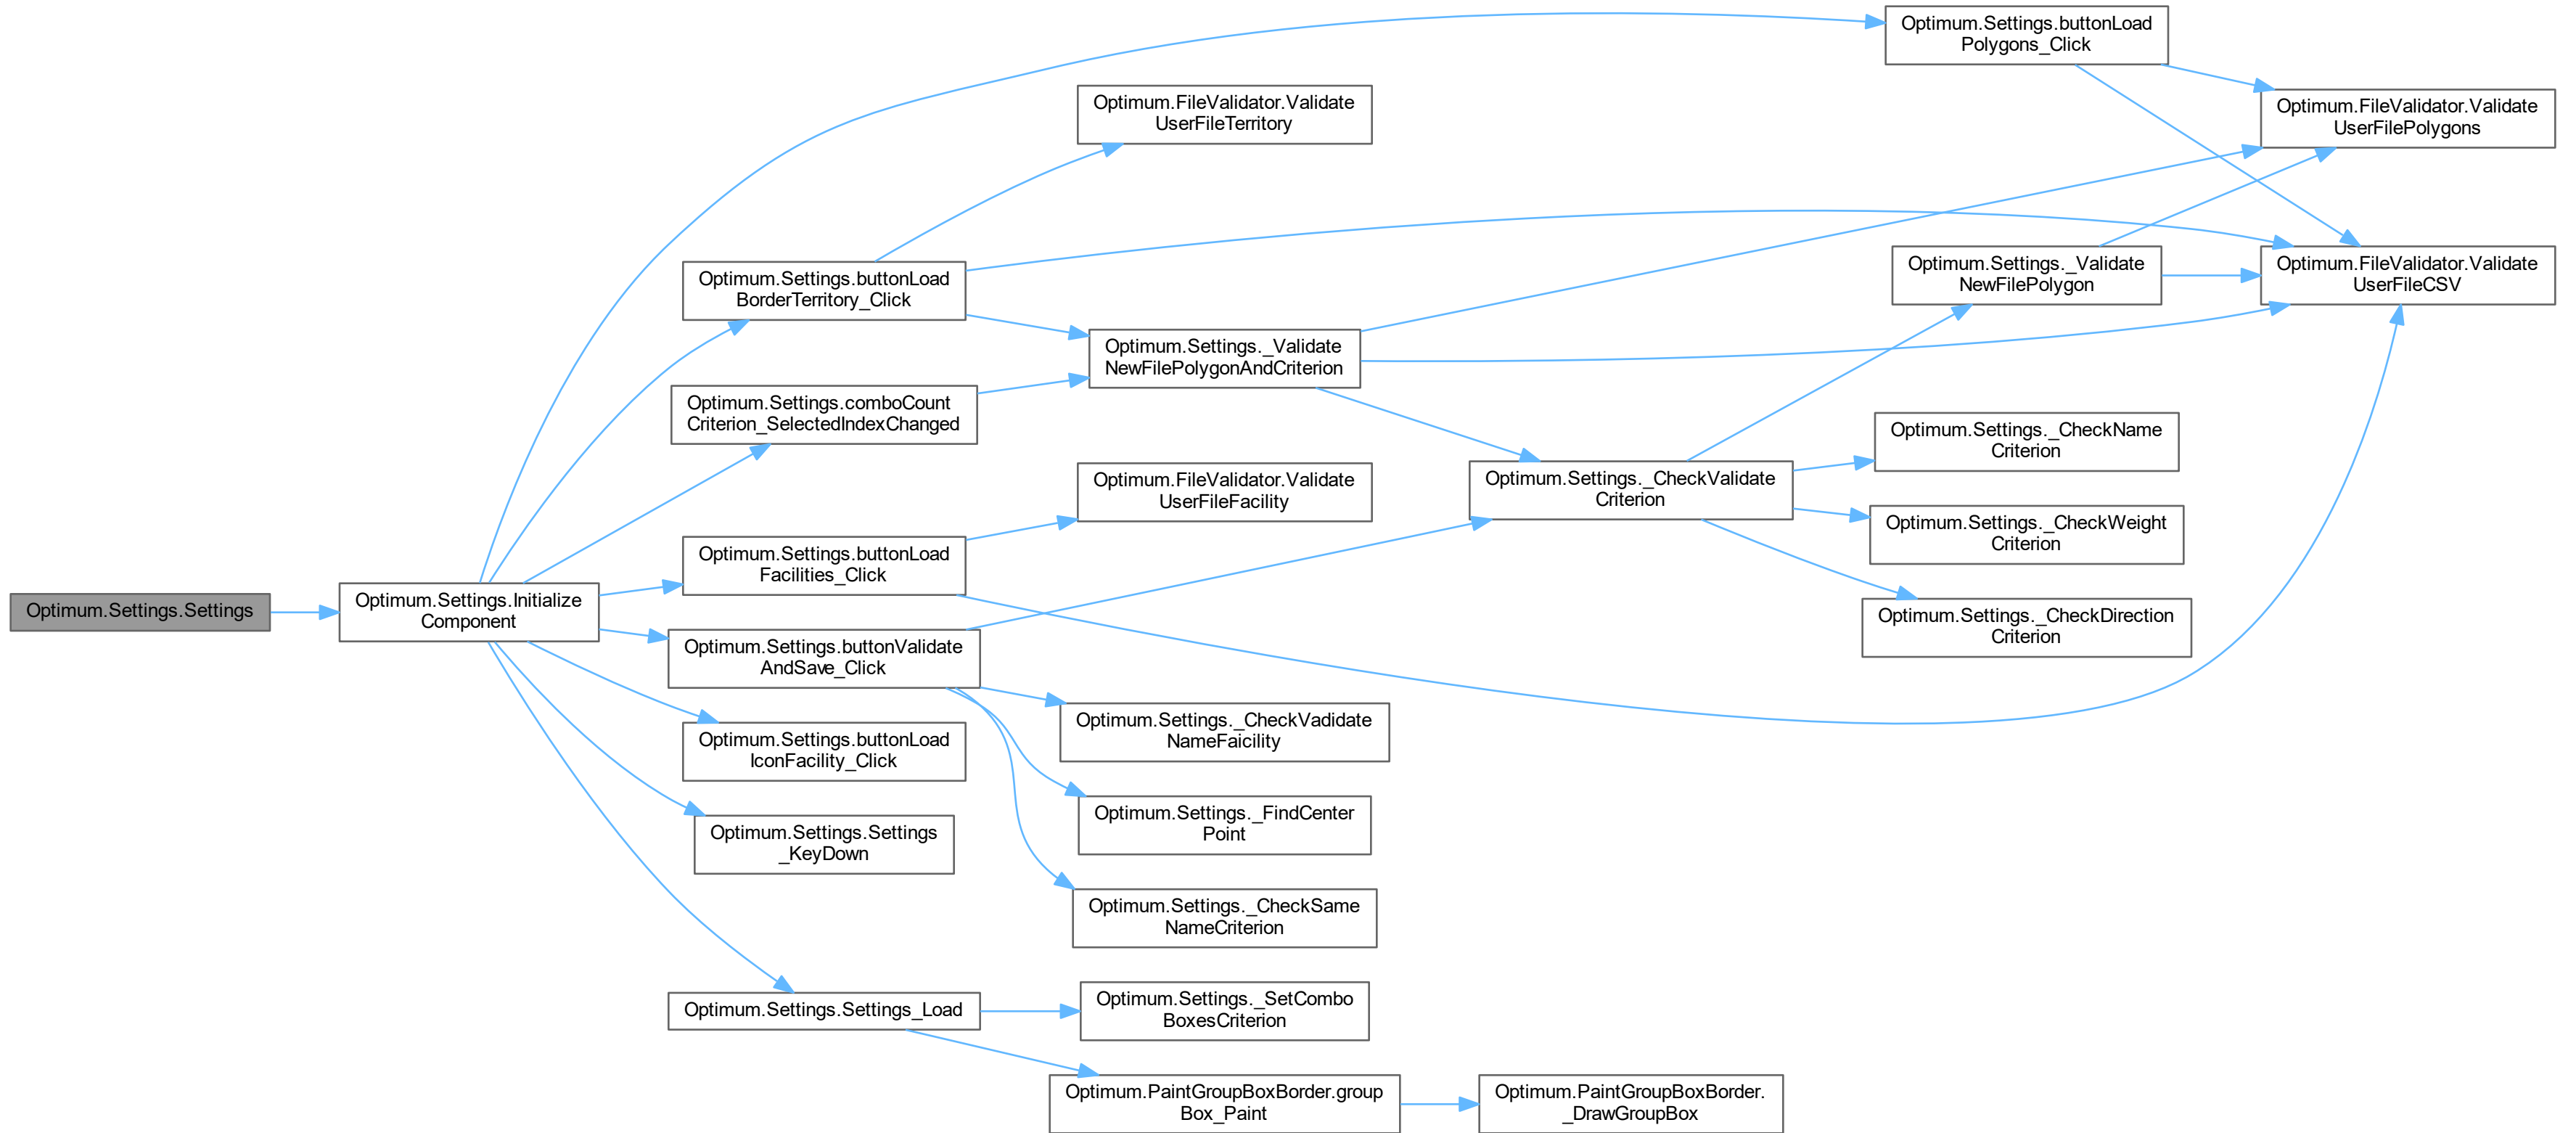 Optimum.Settings.Settings
Optimum.Settings.Initialize
Component
Optimum.Settings.buttonLoad
Polygons_Click
Optimum.Settings.buttonLoad
BorderTerritory_Click
Optimum.Settings.comboCount
Criterion_SelectedIndexChanged
Optimum.Settings.buttonLoad
Facilities_Click
Optimum.Settings.buttonValidate
AndSave_Click
Optimum.Settings.buttonLoad
IconFacility_Click
Optimum.Settings.Settings
_KeyDown
Optimum.Settings.Settings_Load
Optimum.FileValidator.Validate
UserFileTerritory
Optimum.Settings._Validate
NewFilePolygonAndCriterion
Optimum.FileValidator.Validate
UserFileFacility
Optimum.Settings._CheckVadidate
NameFaicility
Optimum.Settings._FindCenter
Point
Optimum.Settings._CheckSame
NameCriterion
Optimum.Settings._SetCombo
BoxesCriterion
Optimum.PaintGroupBoxBorder.group
Box_Paint
Optimum.Settings._CheckValidate
Criterion
Optimum.PaintGroupBoxBorder.
_DrawGroupBox
Optimum.Settings._Validate
NewFilePolygon
Optimum.Settings._CheckName
Criterion
Optimum.Settings._CheckWeight
Criterion
Optimum.Settings._CheckDirection
Criterion
Optimum.FileValidator.Validate
UserFilePolygons
Optimum.FileValidator.Validate
UserFileCSV